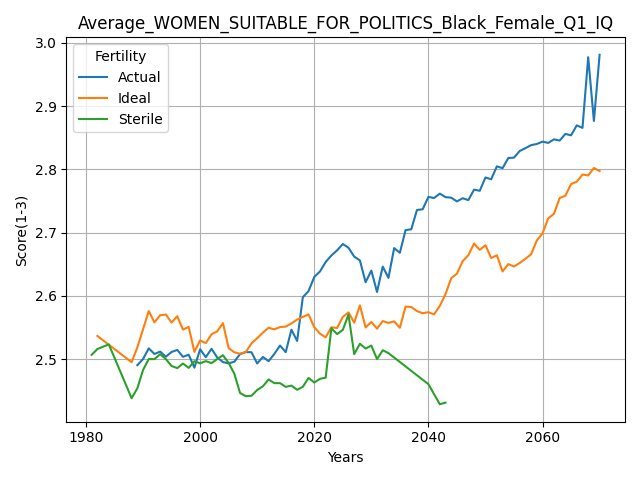 Average_WOMEN_SUITABLE_FOR_POLITICS_Black_Female_Q1_IQ
Fertility
Actual
Ideal
Sterile
Score(1-3)
3.0
2.9
2.8
2.7
2.6
2.5
1980 2000 2020 2040 2060
Years